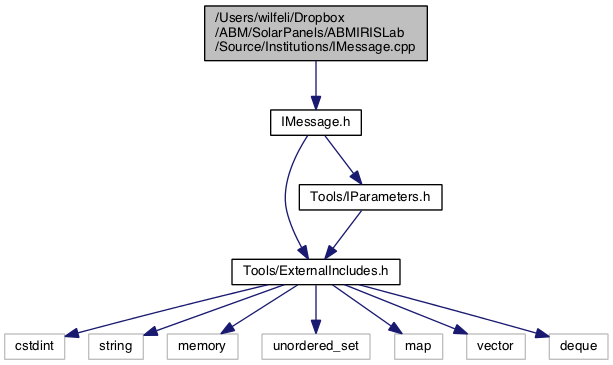 /Users/wilfeli/Dropbox
/ABM/SolarPanels/ABMIRISLab
/Source/Institutions/IMessage.cpp
IMessage.h
Tools/IParameters.h
Tools/ExternalIncludes.h
cstdint
string
memory
unordered_set
map
vector
deque